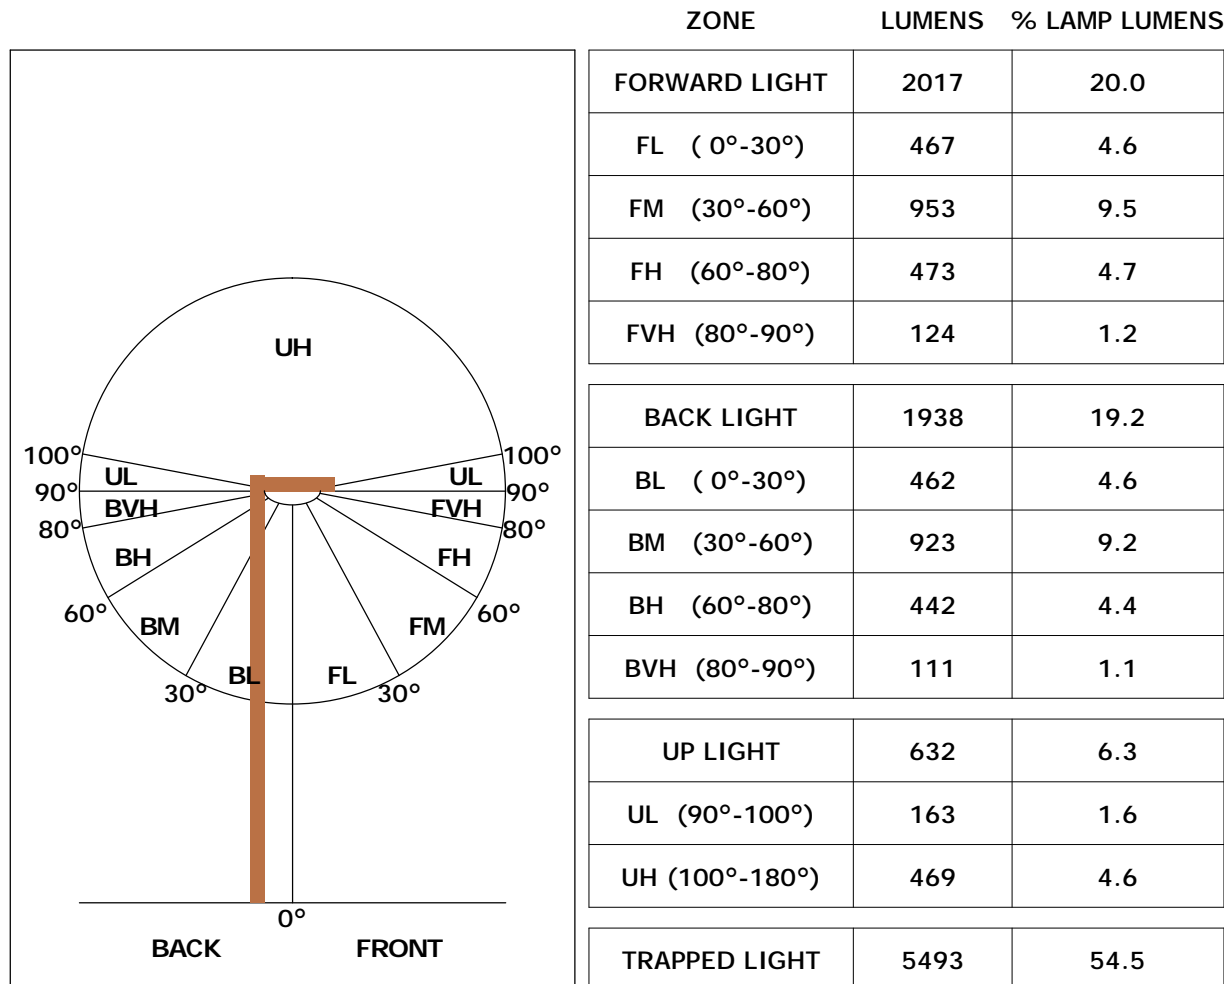 ZONE LUMENS % LAMP LUMENS
FORWARD LIGHT 2017 20.0
FL ( 0°-30°) 467 4.6
FM (30°-60°) 953 9.5
FH (60°-80°) 473 4.7
FVH (80°-90°) 124 1.2
BACK LIGHT 1938 19.2
BL ( 0°-30°) 462 4.6
BM (30°-60°) 923 9.2
BH (60°-80°) 442 4.4
BVH (80°-90°) 111 1.1
UP LIGHT 632 6.3
UL (90°-100°) 163 1.6
UH (100°-180°) 469 4.6
TRAPPED LIGHT 5493 54.5
UH
100° 100°
UL UL
90° 90°
BVH FVH
80° 80°
BH FH
60° 60°
BM FM
BL FL
30° 30°
0°
BACK FRONT